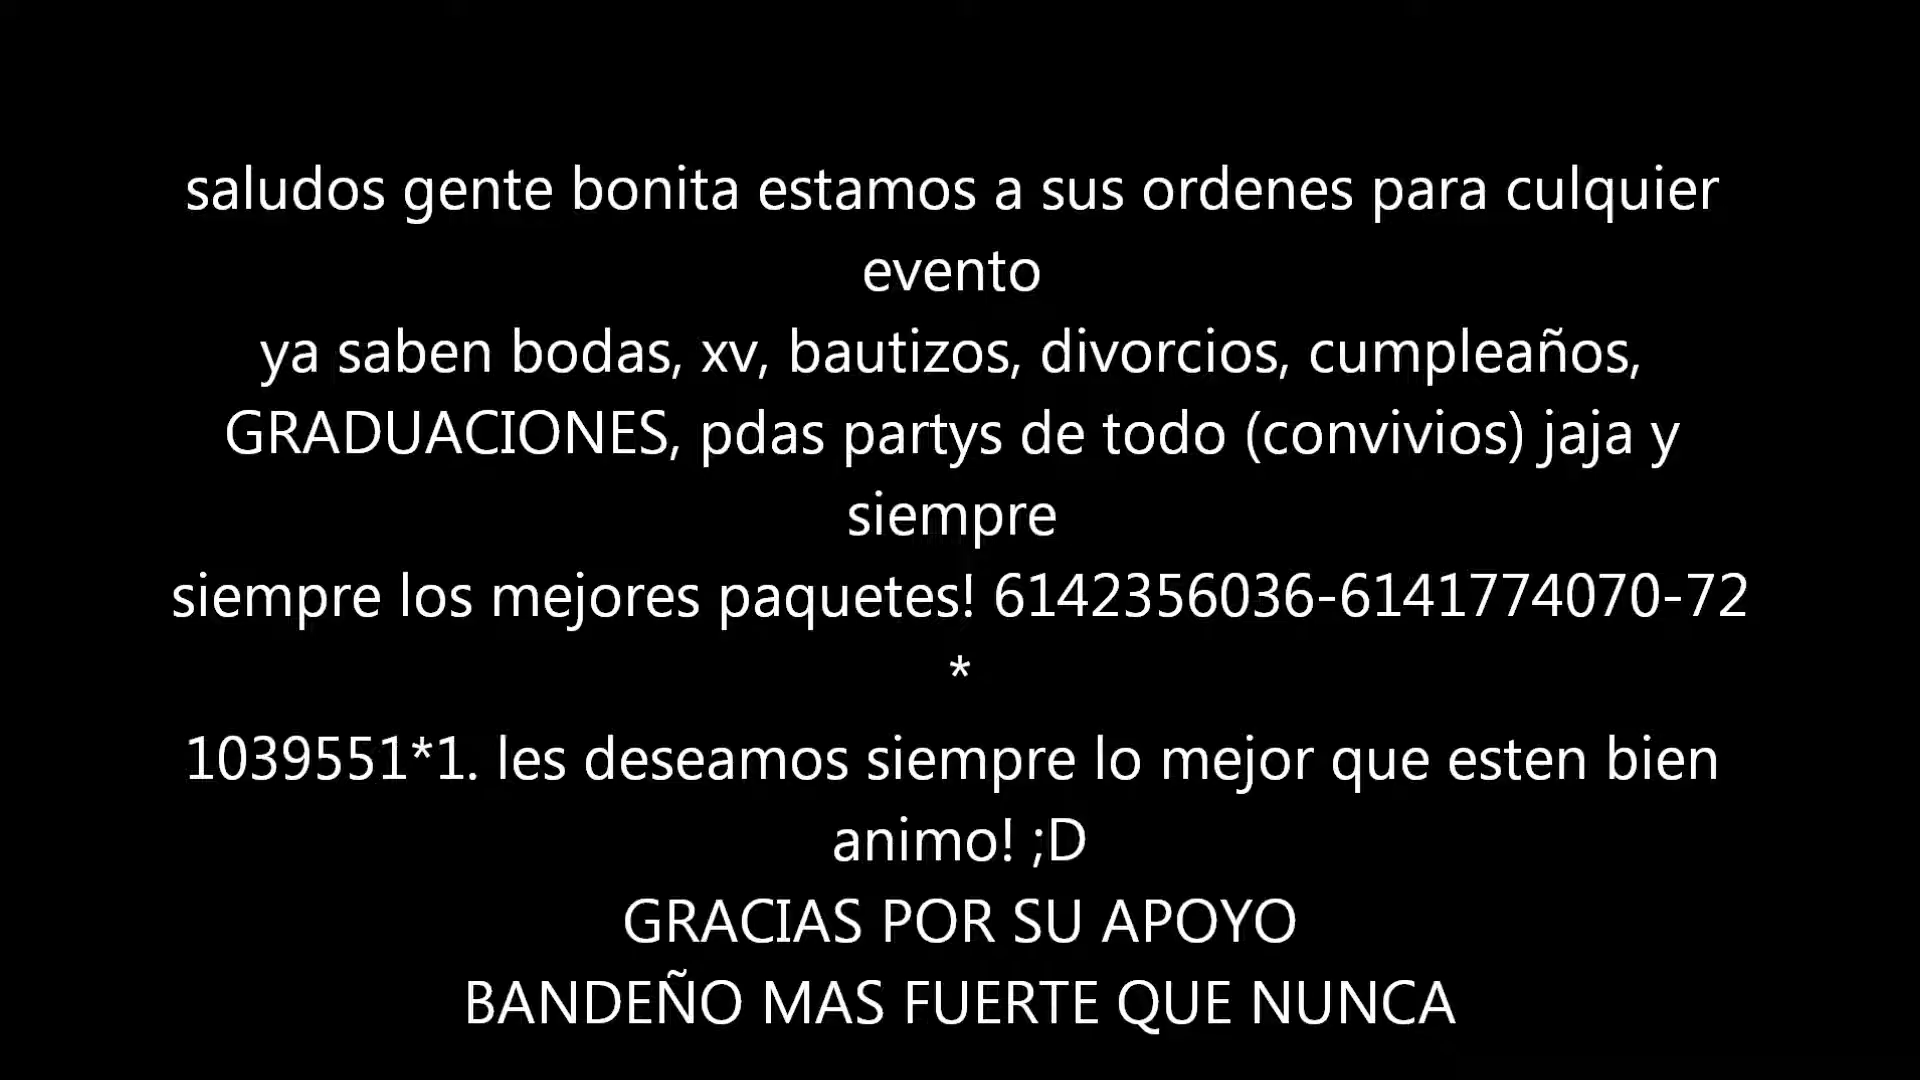 saludos gente bonita estamos a sus ordenes para culquier
evento
ya saben bodas, xv, bautizos, divorcios, cumpleaños,
GRADUACIONES, pdas partys de todo (convivios) jaja y
siempre
siempre los mejores paquetes! 6142356036-6141774070-72
*
1039551*1. les deseamos siempre lo mejor que esten bien
animo! ;D
GRACIAS POR SU APOYO
BANDEÑO MAS FUERTE QUE NUNCA